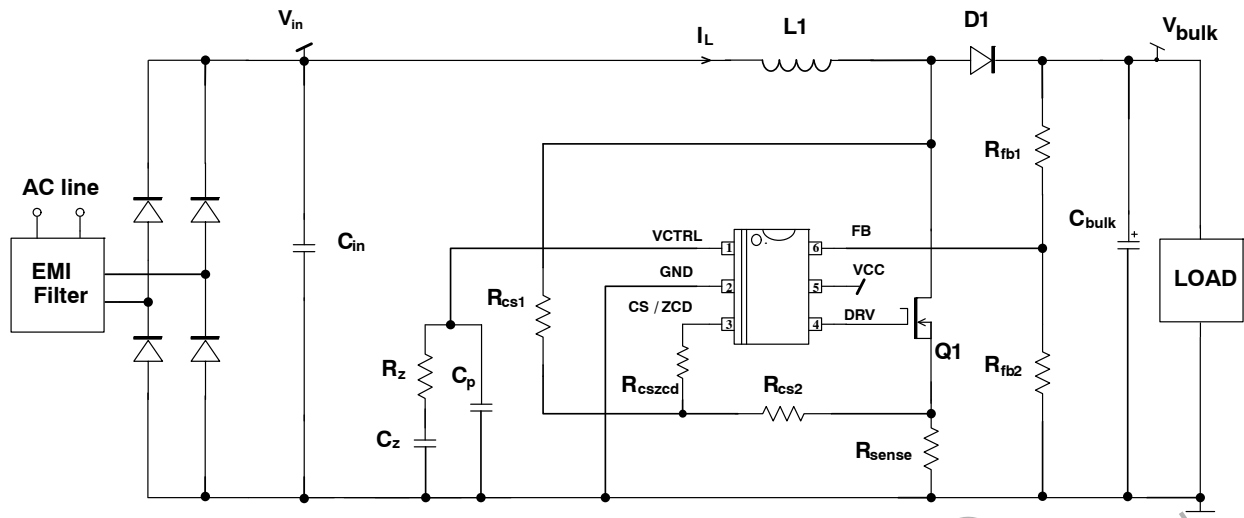 Vin
IL
L1
D1
Vbulk
AC line
EMI
Filter
Cin
Rfb1
Cbulk
LOAD
VCTRL
1
GND
2
CS / ZCD
3
6
FB
5
VCC
4
DRV
Rcs1
Q1
Rz
Cp
Rcszcd
Rcs2
Rfb2
Cz
Rsense